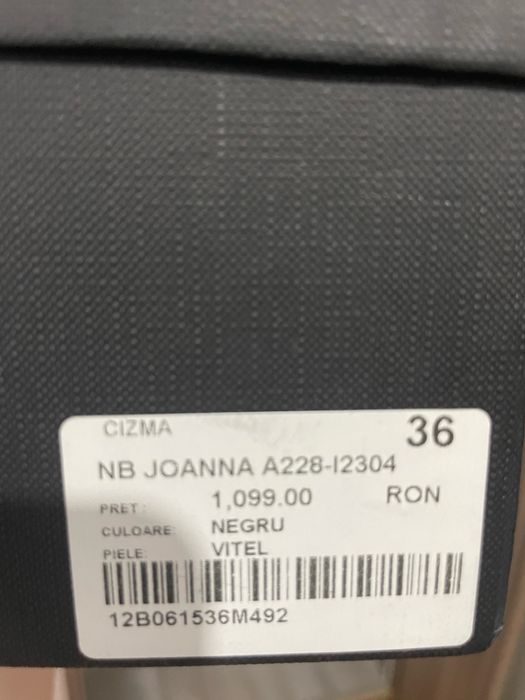 CIZMA 36
NB JOANNA A228-I2304
PRET: 1,099.00 RON
CULOARE: NEGRU
PIELE: VITEL
12B061536M492